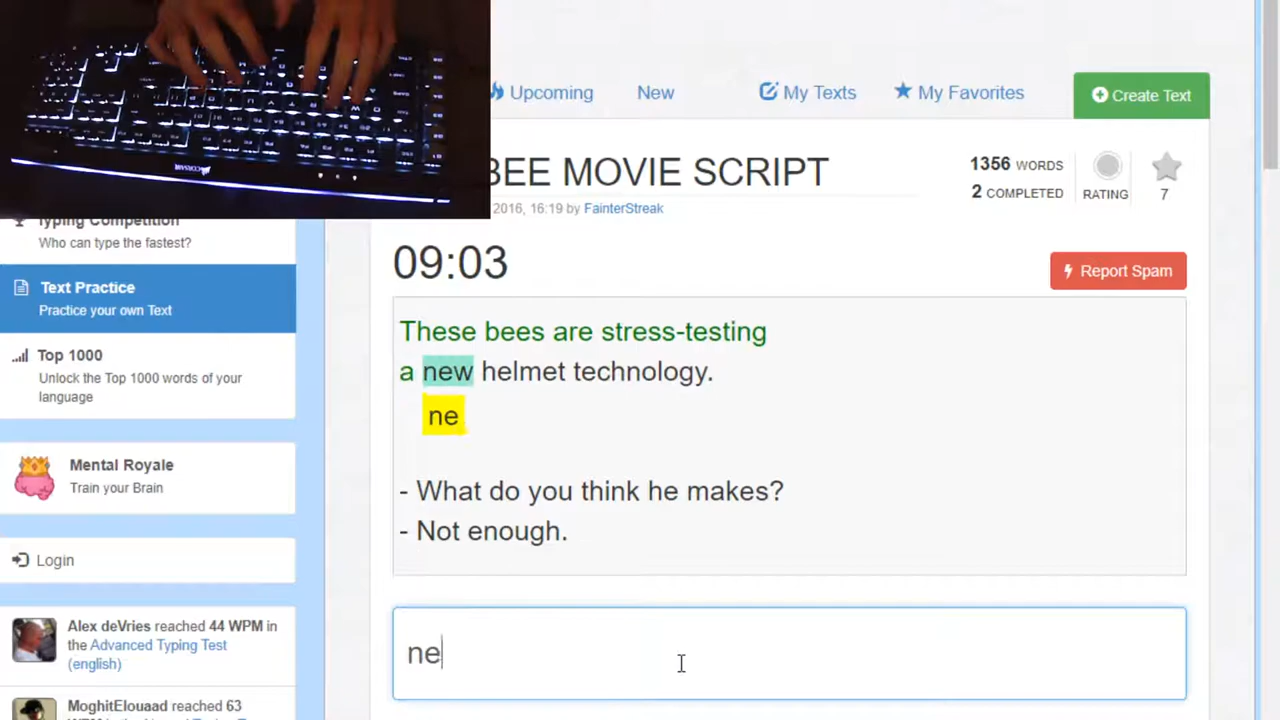 Upcoming
New
My Texts
My Favorites
Create Text
BEE MOVIE SCRIPT
1356 WORDS
2 COMPLETED
RATING
7
2016, 16:19 by FainterStreak
Typing Competition
Who can type the fastest?
09:03
Report Spam
Text Practice
Practice your own Text
These bees are stress-testing
a new helmet technology.
ne
- What do you think he makes?
- Not enough.
Top 1000
Unlock the Top 1000 words of your
language
Mental Royale
Train your Brain
Login
ne
Alex deVries reached 44 WPM in
the Advanced Typing Test
(english)
MoghitElouaad reached 63
CORSAIR